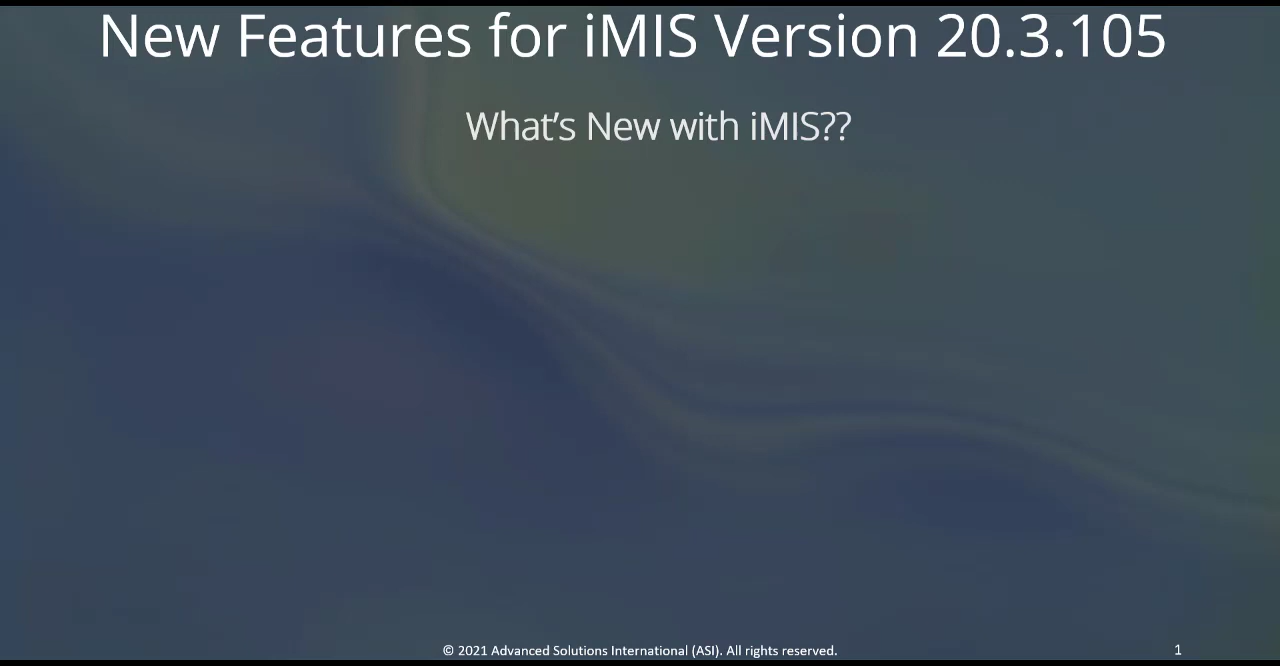 New Features for iMIS Version 20.3.105
What's New with iMIS??
© 2021 Advanced Solutions International (ASI). All rights reserved.
1